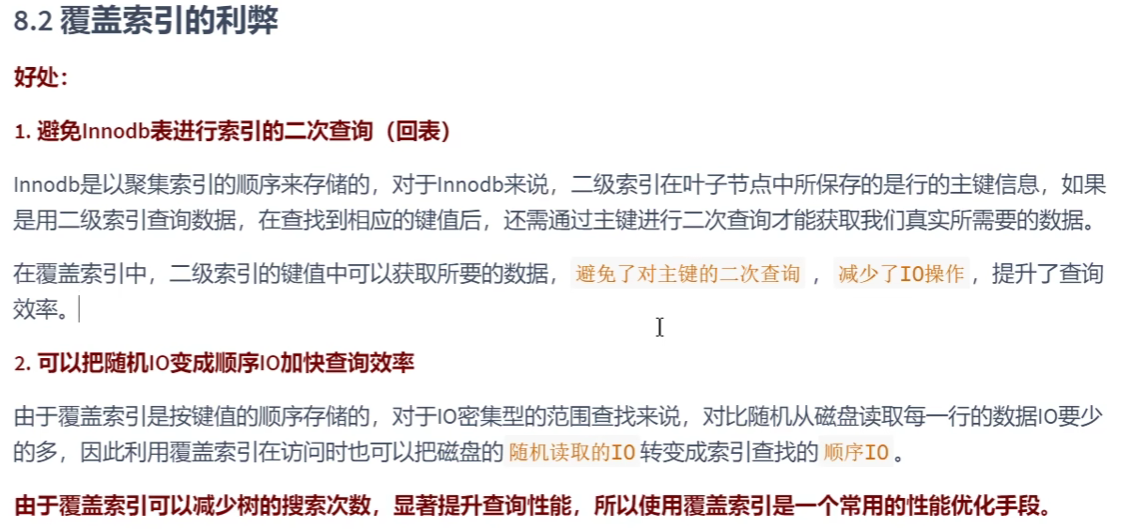 8.2 覆盖索引的利弊
好处：
1. 避免Innodb表进行索引的二次查询（回表）
Innodb是以聚集索引的顺序来存储的，对于Innodb来说，二级索引在叶子节点中所保存的是行的主键信息，如果
是用二级索引查询数据，在查找到相应的键值后，还需通过主键进行二次查询才能获取我们真实所需要的数据。
在覆盖索引中，二级索引的键值中可以获取所要的数据，避免了对主键的二次查询，减少了IO操作，提升了查询
效率。
2. 可以把随机IO变成顺序IO加快查询效率
由于覆盖索引是按键值的顺序存储的，对于IO密集型的范围查找来说，对比随机从磁盘读取每一行的数据IO要少
的多，因此利用覆盖索引在访问时也可以把磁盘的随机读取的IO转变成索引查找的顺序IO。
由于覆盖索引可以减少树的搜索次数，显著提升查询性能，所以使用覆盖索引是一个常用的性能优化手段。